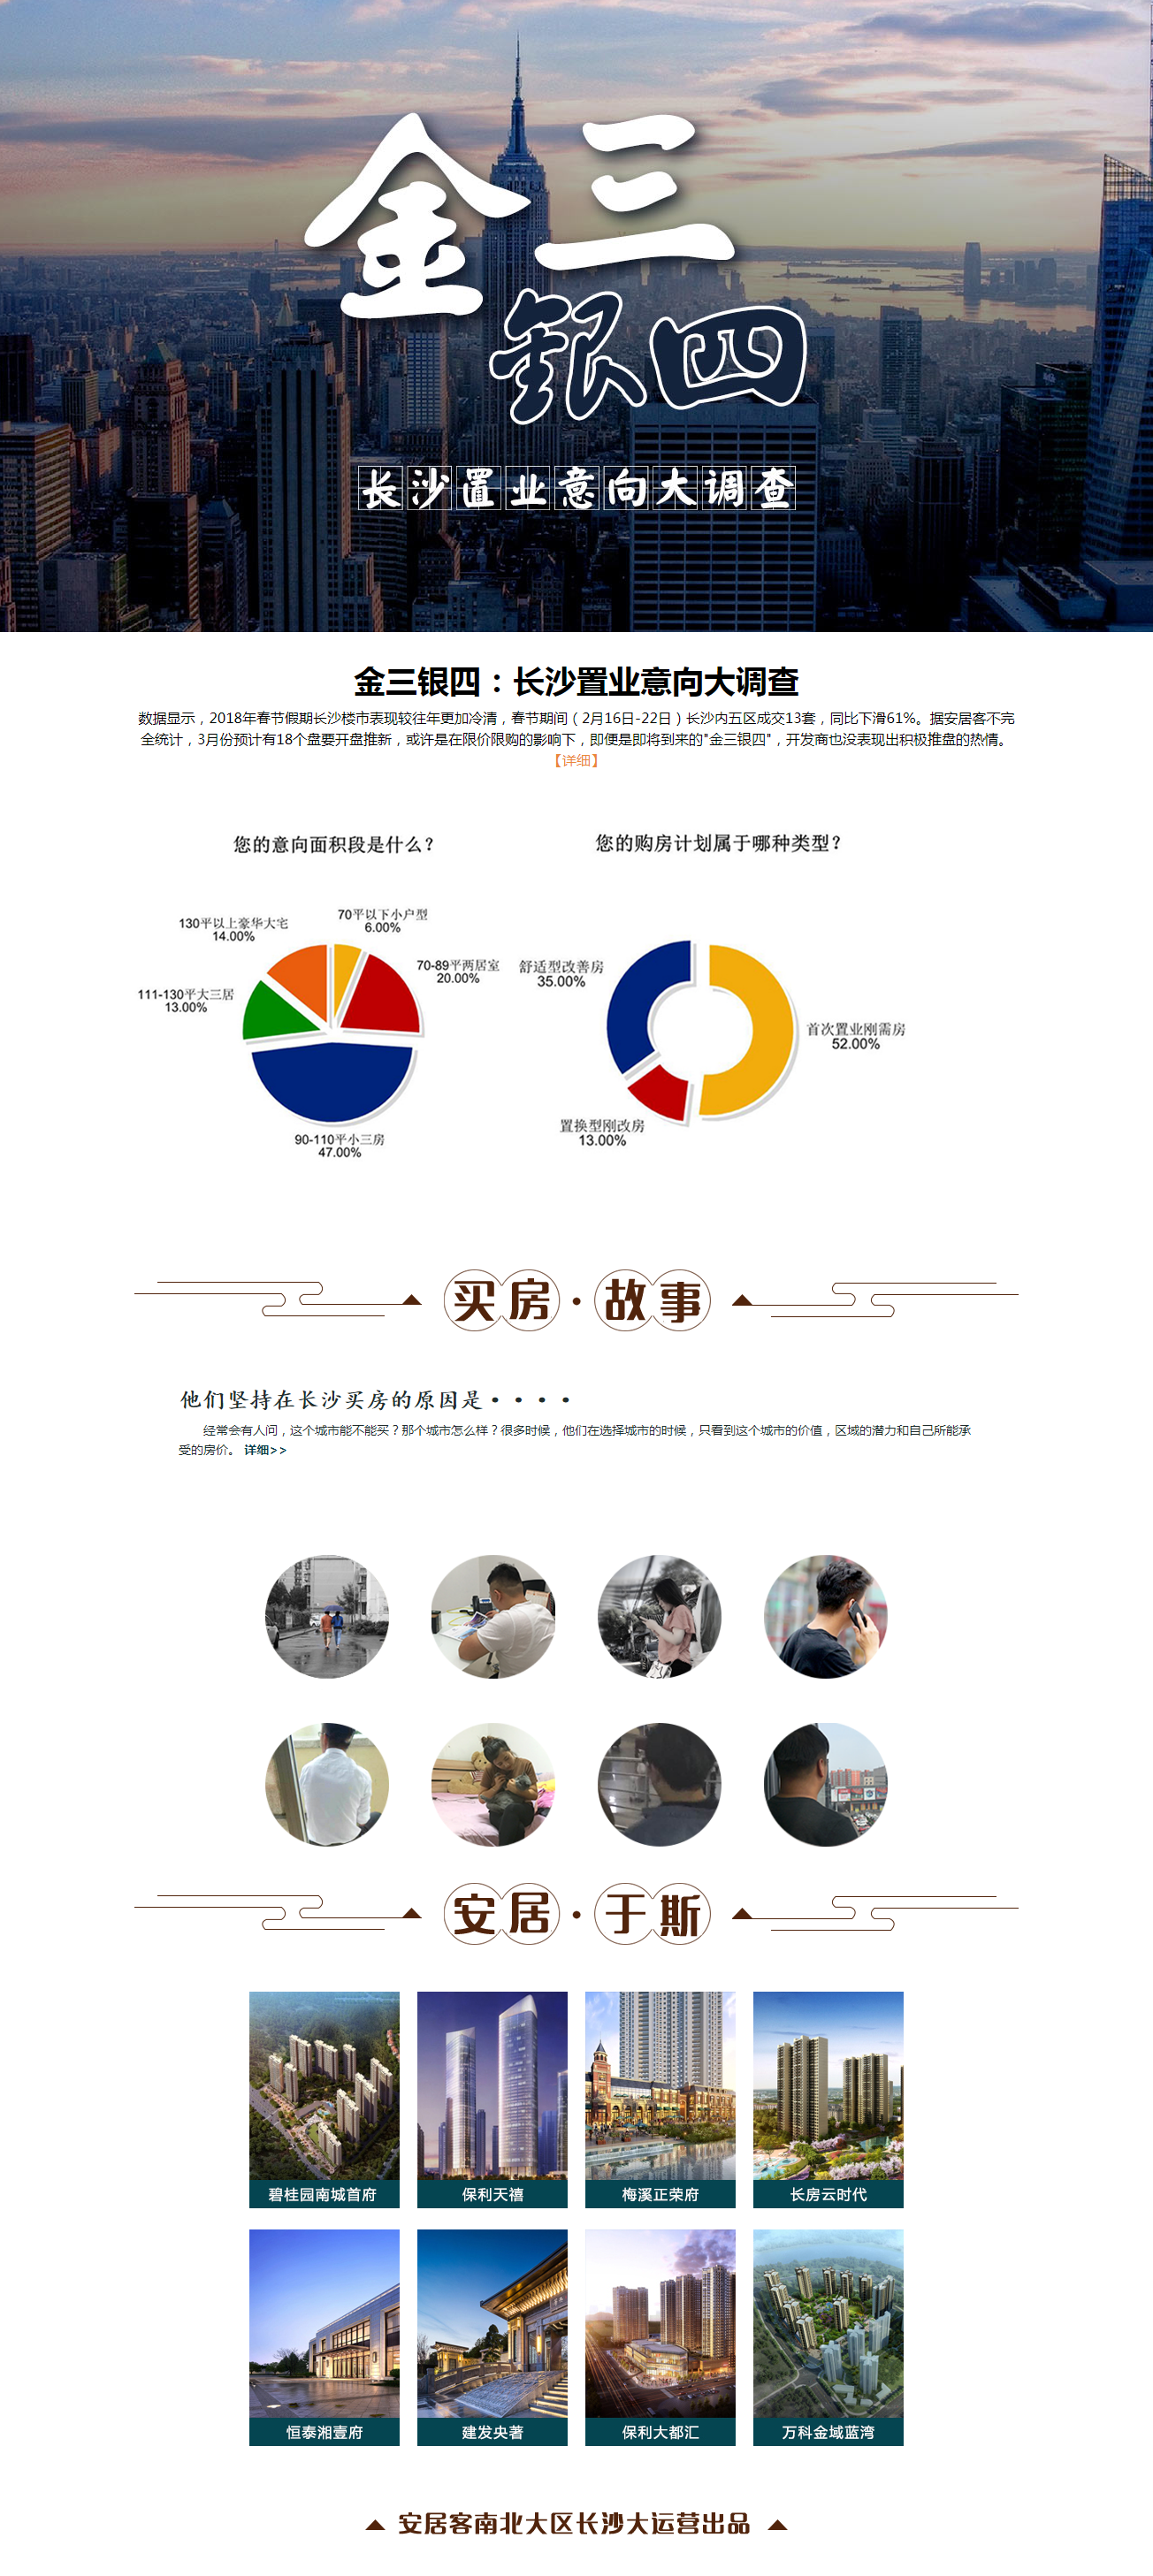 金三
银四
长沙置业意向大调查
金三银四：长沙置业意向大调查
数据显示，2018年春节假期长沙楼市表现较往年更加冷清，春节期间（2月16日-22日）长沙内五区成交13套，同比下滑61%。据安居客不完
全统计，3月份预计有18个盘要开盘推新，或许是在限价限购的影响下，即便是即将到来的"金三银四"，开发商也没表现出积极推盘的热情。
【详细】
您的意向面积段是什么？
您的购房计划属于哪种类型？
130平以上豪华大宅
14.00%
70平以下小户型
6.00%
70-89平两居室
20.00%
111-130平大三居
13.00%
90-110平小三房
47.00%
舒适型改善房
35.00%
首次置业刚需房
52.00%
置换型刚改房
13.00%
买房·故事
他们坚持在长沙买房的原因是····
经常会有人问，这个城市能不能买？那个城市怎么样？很多时候，他们在选择城市的时候，只看到这个城市的价值，区域的潜力和自己所能承
受的房价。 详细>>
安居·于斯
碧桂园南城首府
保利天禧
梅溪正荣府
长房云时代
恒泰湘壹府
建发央著
保利大都汇
万科金域蓝湾
安居客南北大区长沙大运营出品